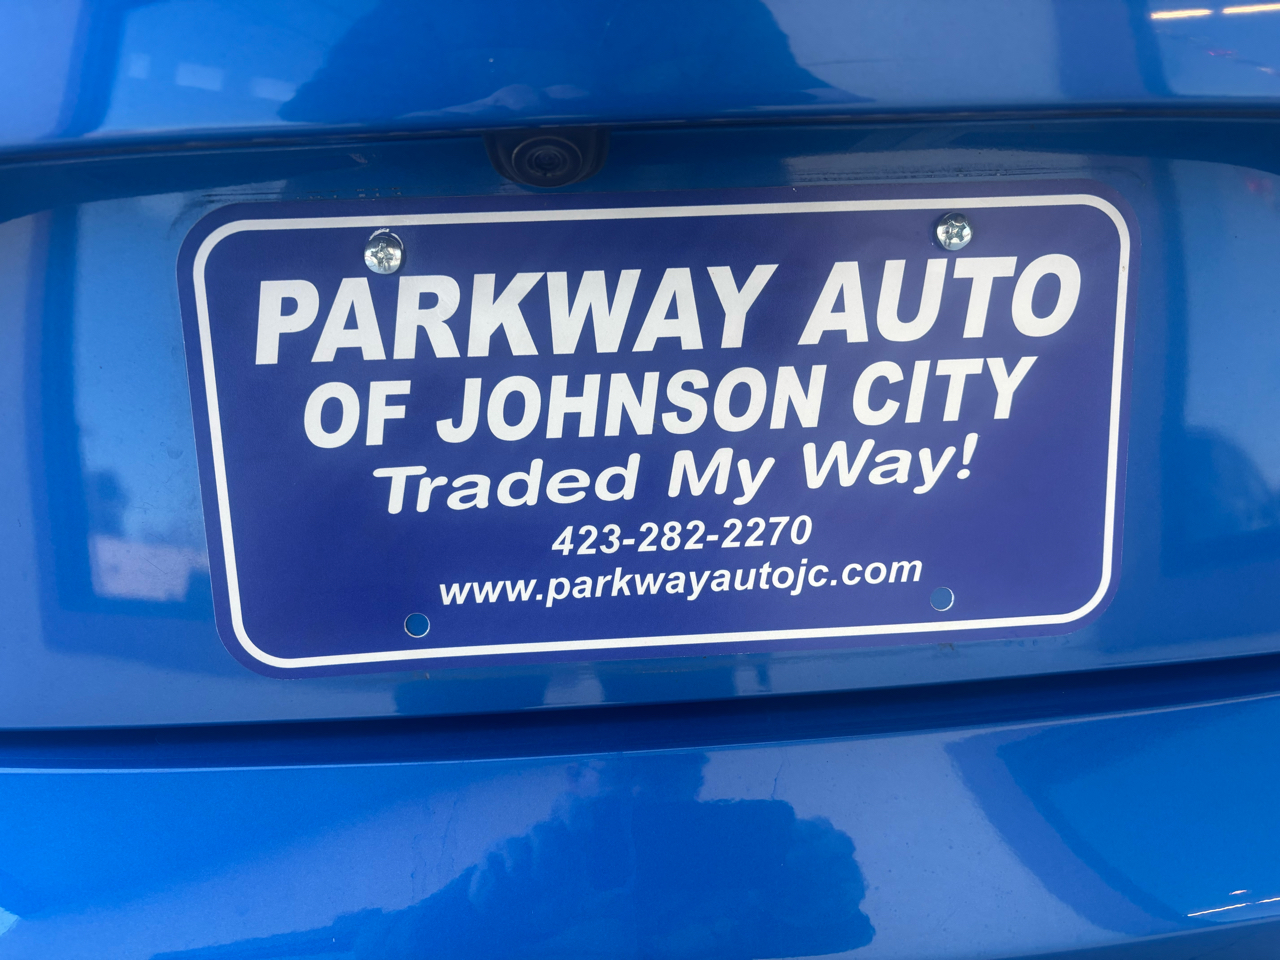 PARKWAY AUTO
OF JOHNSON CITY
Traded My Way!
423-282-2270
www.parkwayautojc.com